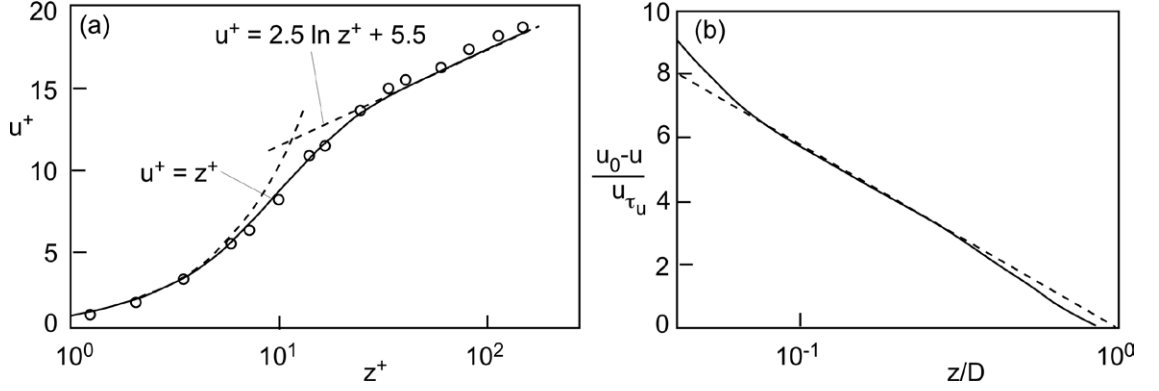 (a)
u⁺ = 2.5 ln z⁺ + 5.5
u⁺ = z⁺
u⁺
20
15
10
5
0
10⁰
10¹
10²
z⁺
(b)
u₀-u
u_τᵤ
10
8
6
4
2
0
10⁻¹
10⁰
z/D